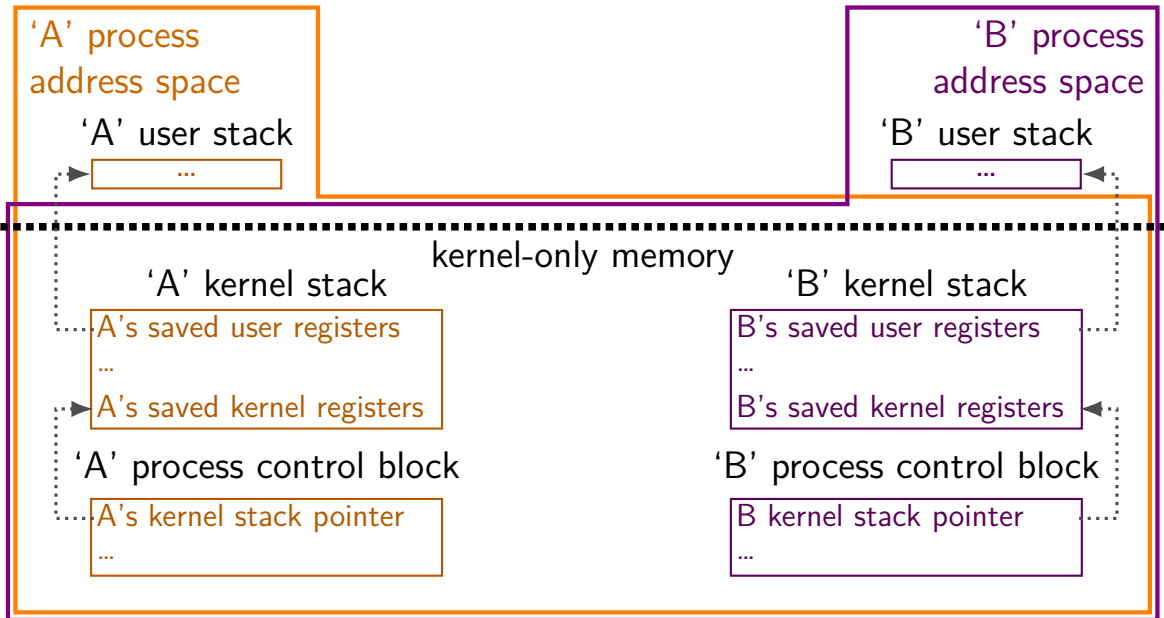 ‘A’ process
address space
‘B’ process
address space
‘A’ user stack
...
‘B’ user stack
...
kernel-only memory
‘A’ kernel stack
A's saved user registers
...
A's saved kernel registers
‘B’ kernel stack
B's saved user registers
...
B's saved kernel registers
‘A’ process control block
A's kernel stack pointer
...
‘B’ process control block
B kernel stack pointer
...